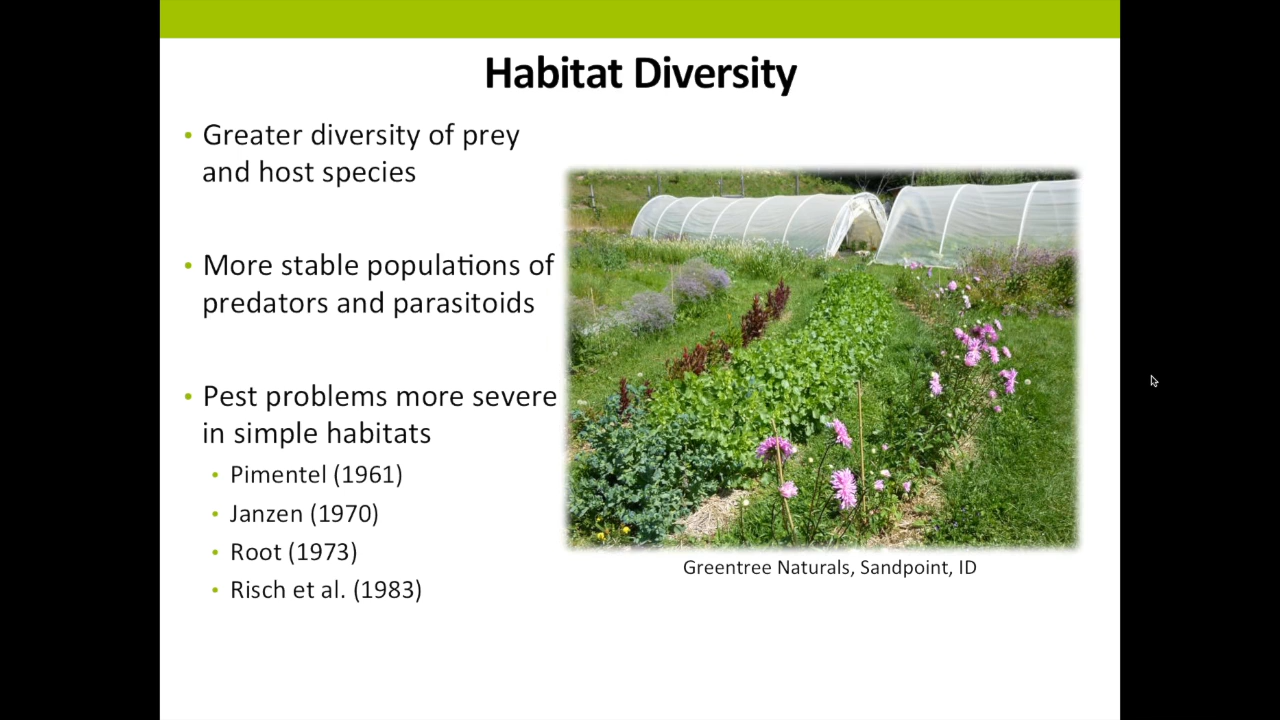 Habitat Diversity
• Greater diversity of prey
and host species
• More stable populations of
predators and parasitoids
• Pest problems more severe
in simple habitats
• Pimentel (1961)
• Janzen (1970)
• Root (1973)
• Risch et al. (1983)
Greentree Naturals, Sandpoint, ID